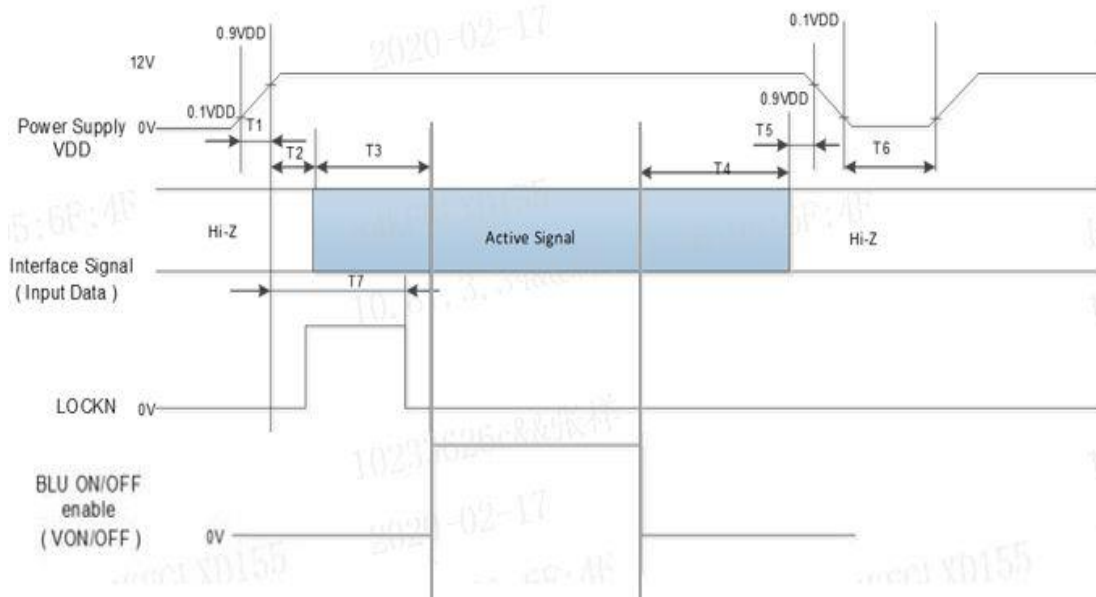 2020-02-17
0.9VDD
0.1VDD
12V
0.1VDD
0.9VDD
Power Supply 0V
VDD
T1
T2
T3
T4
T5
T6
Hi-Z
Active Signal
Hi-Z
Interface Signal
( Input Data )
T7
LOCKN 0V
BLU ON/OFF
enable
( VON/OFF )
0V
2020-02-17